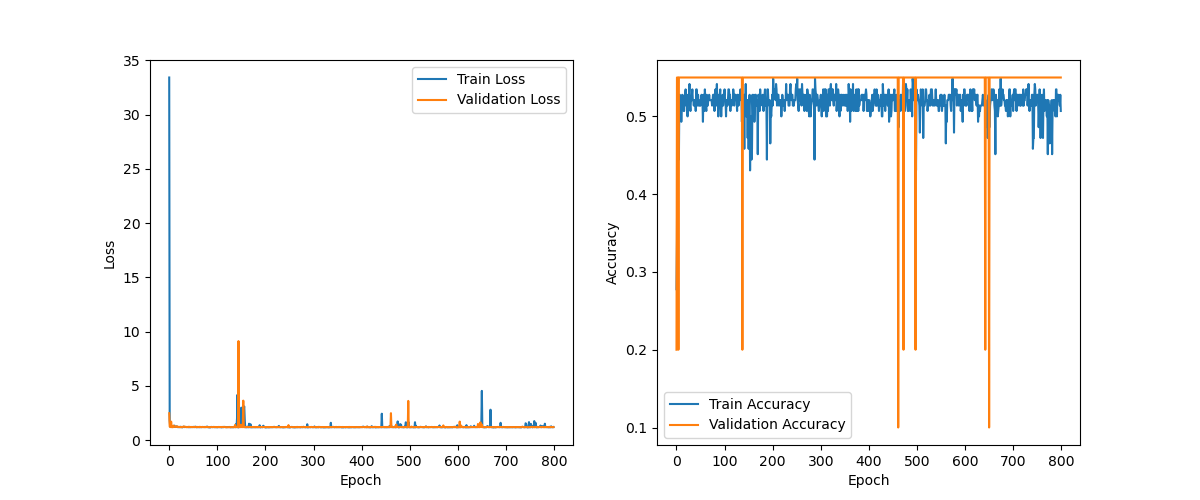 35
30
25
20
15
10
5
0
Loss
0 100 200 300 400 500 600 700 800
Epoch
Train Loss
Validation Loss
0.5
0.4
0.3
0.2
0.1
Accuracy
0 100 200 300 400 500 600 700 800
Epoch
Train Accuracy
Validation Accuracy